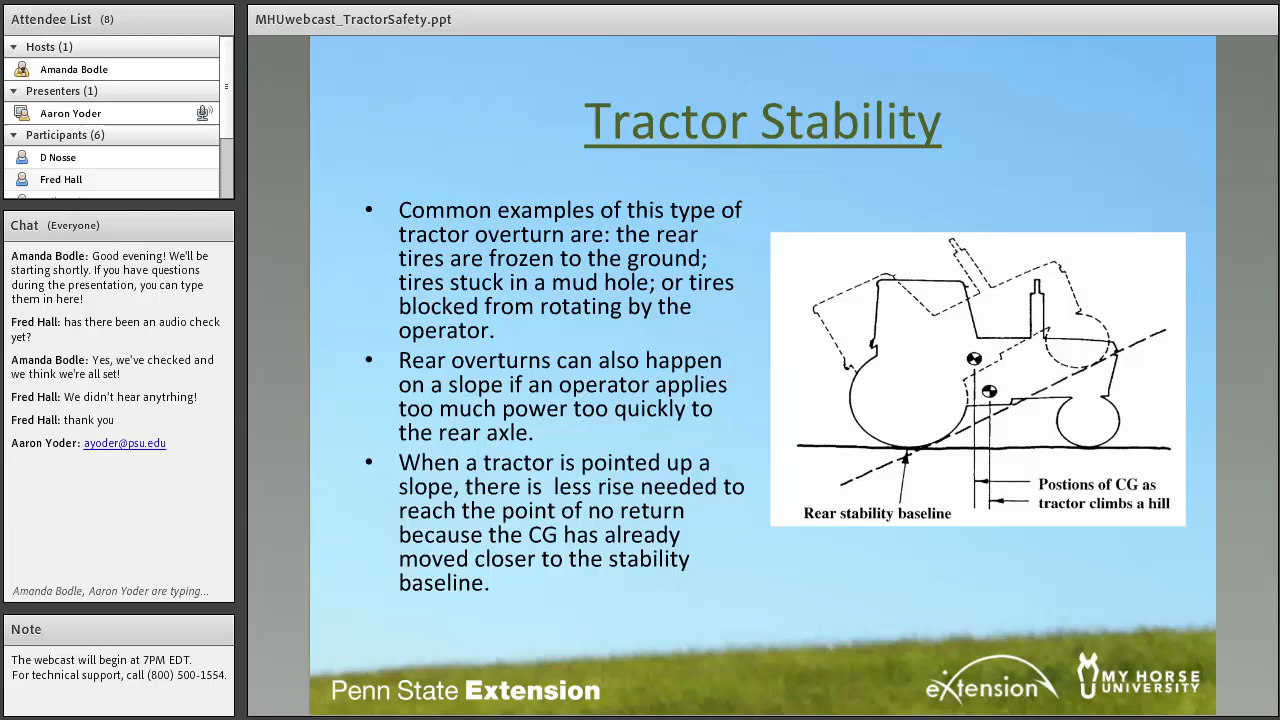 Attendee List (8)
Hosts (1)
Amanda Bodle
Presenters (1)
Aaron Yoder
Participants (6)
D Nosse
Fred Hall
Chat (Everyone)
Amanda Bodle: Good evening! We'll be
starting shortly. If you have questions
during the presentation, you can type
them in here!
Fred Hall: has there been an audio check
yet?
Amanda Bodle: Yes, we've checked and
we think we're all set!
Fred Hall: We didn't hear anytrhing!
Fred Hall: thank you
Aaron Yoder: ayoder@psu.edu
Amanda Bodle, Aaron Yoder are typing...
Note
The webcast will begin at 7PM EDT.
For technical support, call (800) 500-1554.
MHUwebcast_TractorSafety.ppt
Tractor Stability
• Common examples of this type of
tractor overturn are: the rear
tires are frozen to the ground;
tires stuck in a mud hole; or tires
blocked from rotating by the
operator.
• Rear overturns can also happen
on a slope if an operator applies
too much power too quickly to
the rear axle.
• When a tractor is pointed up a
slope, there is less rise needed to
reach the point of no return
because the CG has already
moved closer to the stability
baseline.
Postions of CG as
tractor climbs a hill
Rear stability baseline
Penn State Extension
eXtension
MY HORSE
UNIVERSITY